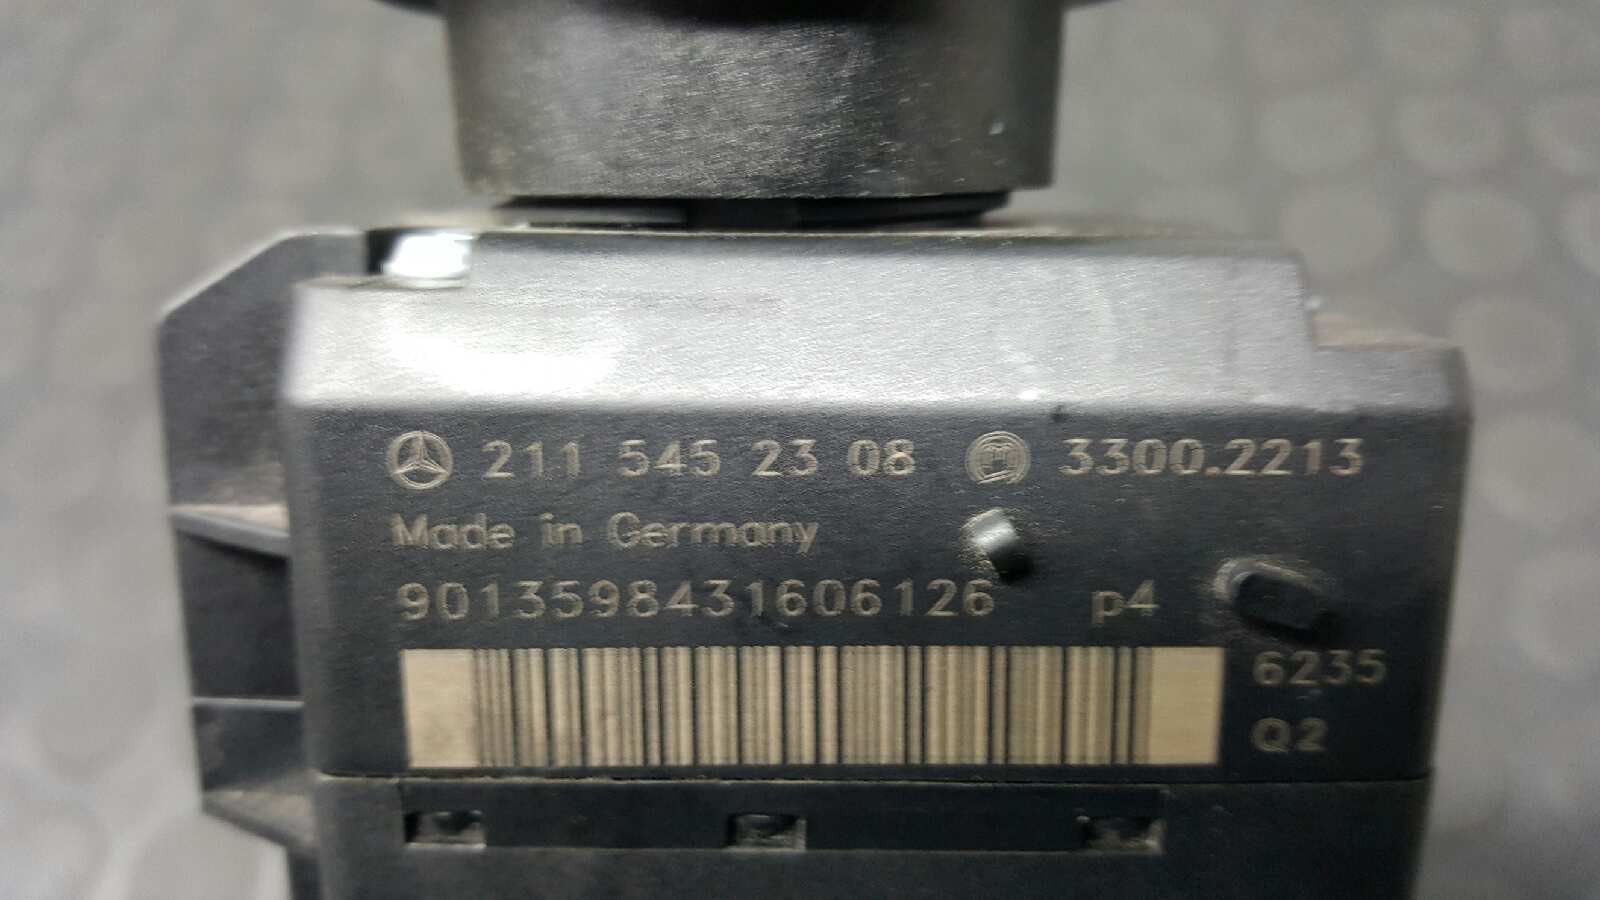 211 545 23 08 3300.2213
Made in Germany
9013598431606126 p4
6235
Q2